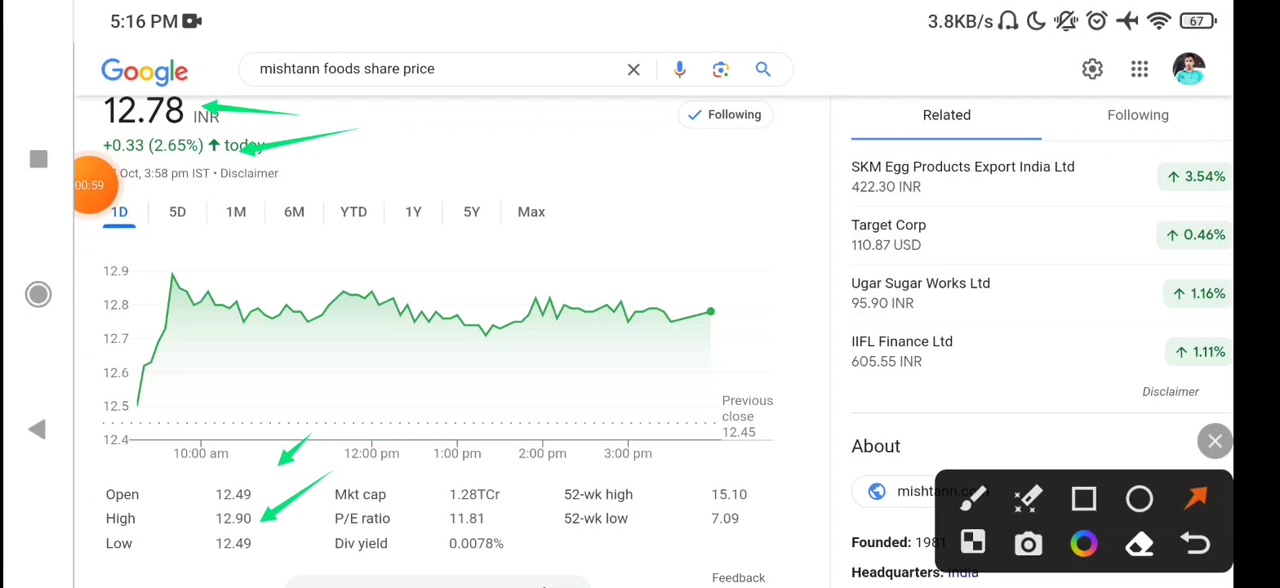 5:16 PM
3.8KB/s
67
Google
mishtann foods share price
12.78 INR
Following
+0.33 (2.65%) ↑ today
Oct, 3:58 pm IST • Disclaimer
00:59
1D 5D 1M 6M YTD 1Y 5Y Max
12.9
12.8
12.7
12.6
12.5
12.4
Previous
close
12.45
10:00 am 12:00 pm 1:00 pm 2:00 pm 3:00 pm
Open 12.49 Mkt cap 1.28TCr 52-wk high 15.10
High 12.90 P/E ratio 11.81 52-wk low 7.09
Low 12.49 Div yield 0.0078%
Feedback
Related Following
SKM Egg Products Export India Ltd
422.30 INR
↑ 3.54%
Target Corp
110.87 USD
↑ 0.46%
Ugar Sugar Works Ltd
95.90 INR
↑ 1.16%
IIFL Finance Ltd
605.55 INR
↑ 1.11%
Disclaimer
About
mishtann.com
Founded: 1981
Headquarters: India